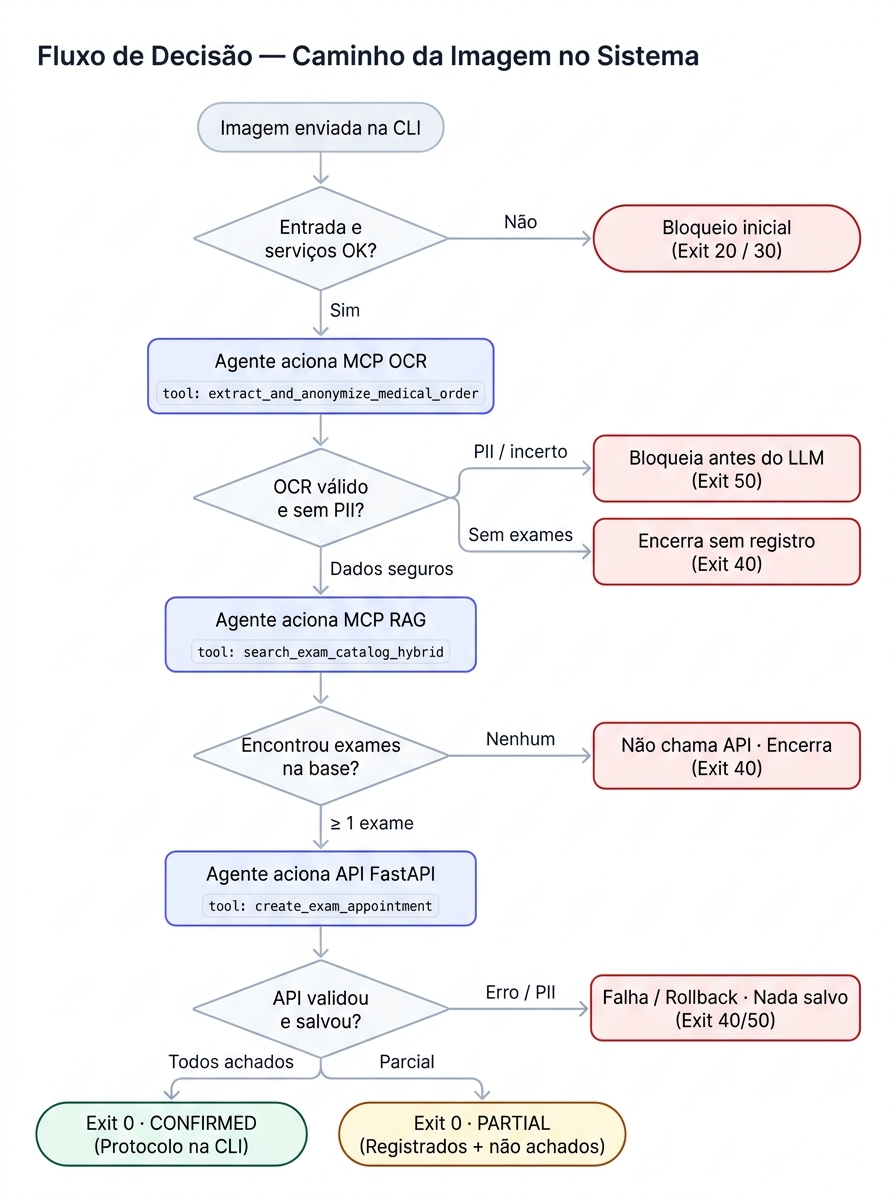 Fluxo de Decisão — Caminho da Imagem no Sistema
Imagem enviada na CLI
Entrada e
serviços OK?
Não
Bloqueio inicial
(Exit 20 / 30)
Sim
Agente aciona MCP OCR
tool: extract_and_anonymize_medical_order
OCR válido
e sem PII?
PII / incerto
Bloqueia antes do LLM
(Exit 50)
Sem exames
Encerra sem registro
(Exit 40)
Dados seguros
Agente aciona MCP RAG
tool: search_exam_catalog_hybrid
Encontrou exames
na base?
Nenhum
Não chama API · Encerra
(Exit 40)
≥ 1 exame
Agente aciona API FastAPI
tool: create_exam_appointment
API validou
e salvou?
Erro / PII
Falha / Rollback · Nada salvo
(Exit 40/50)
Todos achados
Parcial
Exit 0 · CONFIRMED
(Protocolo na CLI)
Exit 0 · PARTIAL
(Registrados + não achados)